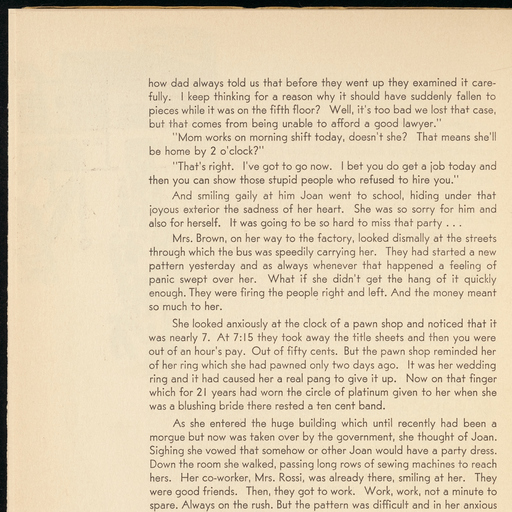 how dad always told us that before they went up they examined it care-
fully. I keep thinking for a reason why it should have suddenly fallen to
pieces while it was on the fifth floor? Well, it's too bad we lost that case,
but that comes from being unable to afford a good lawyer."
"Mom works on morning shift today, doesn't she? That means she'll
be home by 2 o'clock?"
"That's right. I've got to go now. I bet you do get a job today and
then you can show those stupid people who refused to hire you."
And smiling gaily at him Joan went to school, hiding under that
joyous exterior the sadness of her heart. She was so sorry for him and
also for herself. It was going to be so hard to miss that party . . .
Mrs. Brown, on her way to the factory, looked dismally at the streets
through which the bus was speedily carrying her. They had started a new
pattern yesterday and as always whenever that happened a feeling of
panic swept over her. What if she didn't get the hang of it quickly
enough. They were firing the people right and left. And the money meant
so much to her.
She looked anxiously at the clock of a pawn shop and noticed that it
was nearly 7. At 7:15 they took away the title sheets and then you were
out of an hour's pay. Out of fifty cents. But the pawn shop reminded her
of her ring which she had pawned only two days ago. It was her wedding
ring and it had caused her a real pang to give it up. Now on that finger
which for 21 years had worn the circle of platinum given to her when she
was a blushing bride there rested a ten cent band.
As she entered the huge building which until recently had been a
morgue but now was taken over by the government, she thought of Joan.
Sighing she vowed that somehow or other Joan would have a party dress.
Down the room she walked, passing long rows of sewing machines to reach
hers. Her co-worker, Mrs. Rossi, was already there, smiling at her. They
were good friends. Then, they got to work. Work, work, not a minute to
spare. Always on the rush. But the pattern was difficult and in her anxious